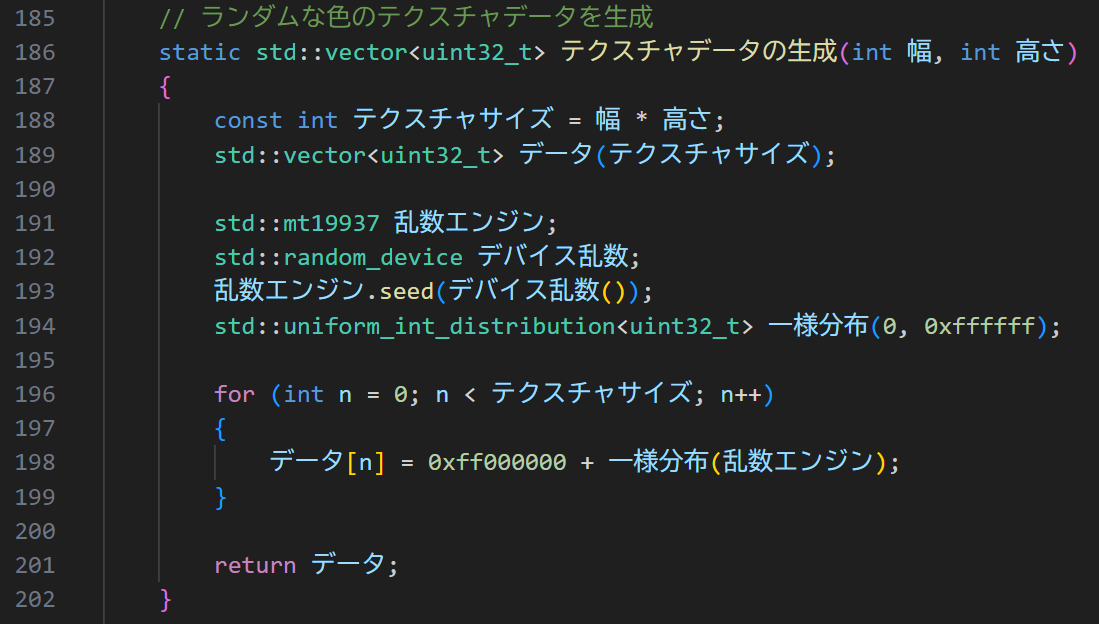 185 // ランダムな色のテクスチャデータを生成
186 static std::vector<uint32_t> テクスチャデータの生成(int 幅, int 高さ)
187 {
188 const int テクスチャサイズ = 幅 * 高さ;
189 std::vector<uint32_t> データ(テクスチャサイズ);
190
191 std::mt19937 乱数エンジン;
192 std::random_device デバイス乱数;
193 乱数エンジン.seed(デバイス乱数());
194 std::uniform_int_distribution<uint32_t> 一様分布(0, 0xffffff);
195
196 for (int n = 0; n < テクスチャサイズ; n++)
197 {
198 データ[n] = 0xff000000 + 一様分布(乱数エンジン);
199 }
200
201 return データ;
202 }